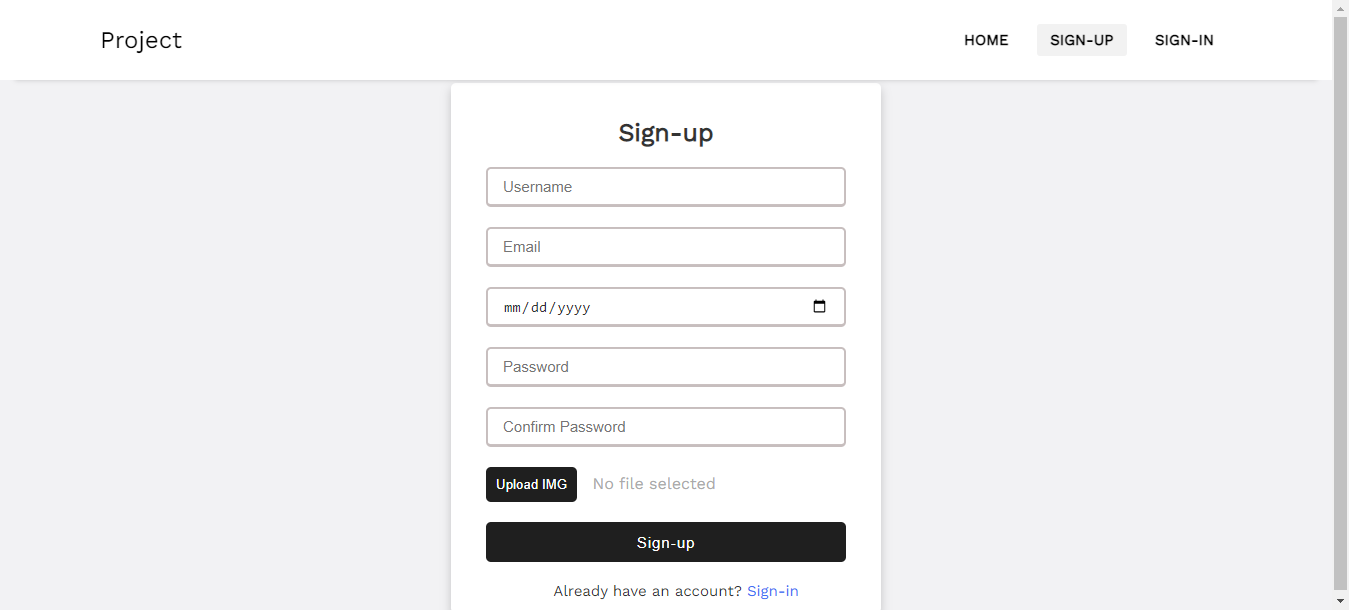 Project
HOME SIGN-UP SIGN-IN
Sign-up
Username
Email
mm/dd/yyyy
Password
Confirm Password
Upload IMG No file selected
Sign-up
Already have an account? Sign-in